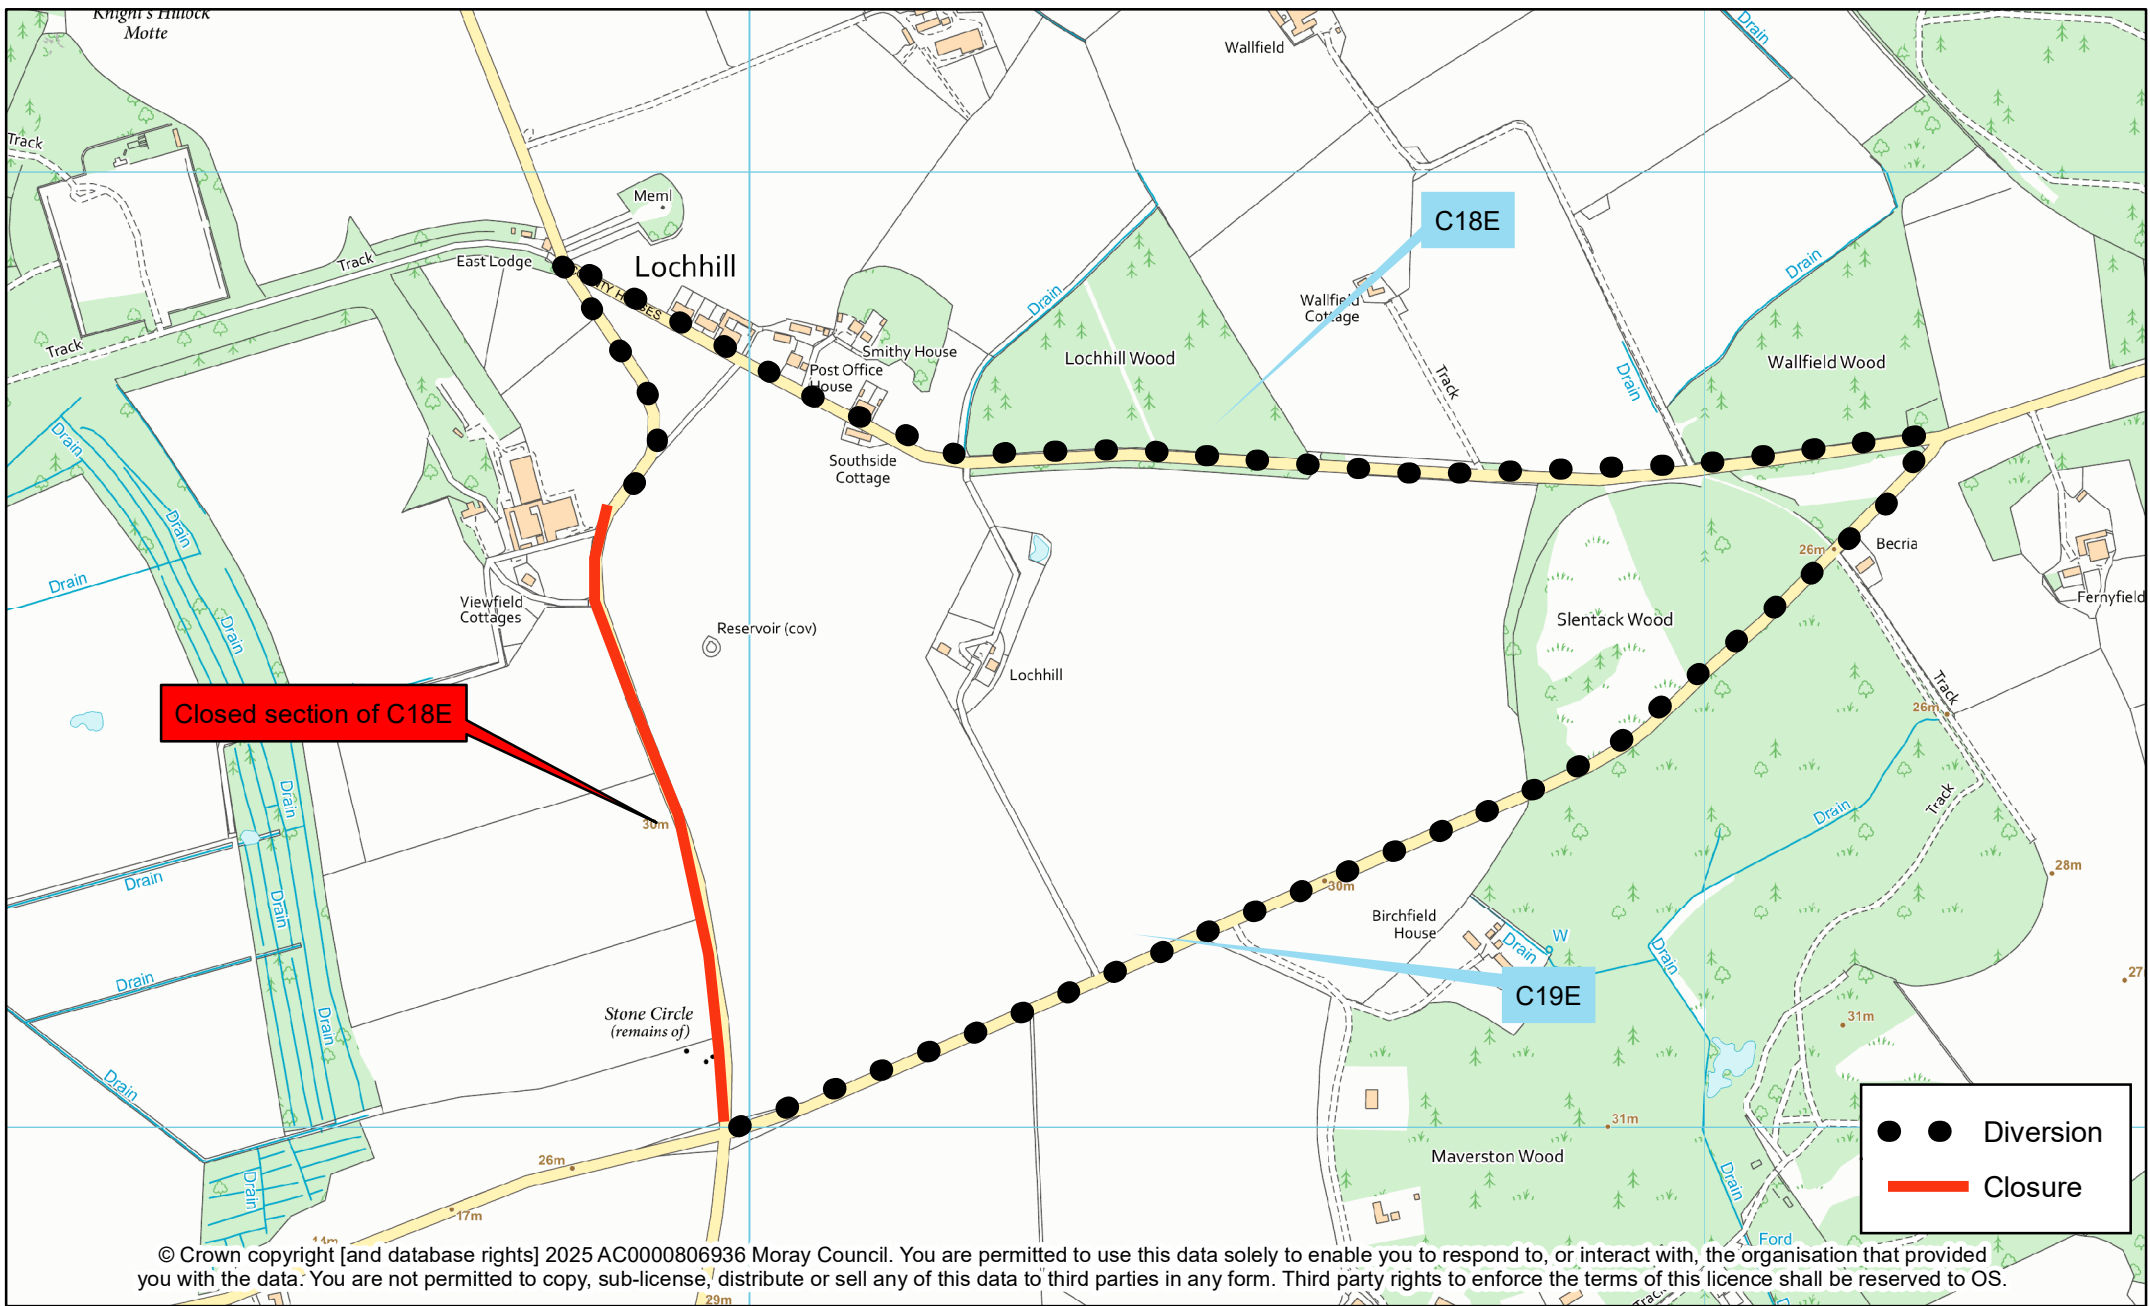 Knight's Hillock
Motte
Wallfield
Drain
Track
Meml
C18E
East Lodge
Lochhill
Track
Drain
Drain
Wallfield
Cottage
Track
Smithy House
Lochhill Wood
Wallfield Wood
Post Office
House
Track
Drain
Drain
Southside
Cottage
Drain
26m
Becria
Drain
Viewfield
Cottages
Fernyfield
Drain
Reservoir (cov)
Slentack Wood
Lochhill
Track
26m
Closed section of C18E
Drain
30m
Track
Drain
Drain
28m
30m
Drain
Birchfield
House
W
Drain
Drain
Drain
27
C19E
Stone Circle
(remains of)
Drain
31m
Drain
31m
Diversion
Maverston Wood
26m
Drain
Drain
Closure
17m
14m
Ford
© Crown copyright [and database rights] 2025 AC0000806936 Moray Council. You are permitted to use this data solely to enable you to respond to, or interact with, the organisation that provided
you with the data. You are not permitted to copy, sub-license, distribute or sell any of this data to third parties in any form. Third party rights to enforce the terms of this licence shall be reserved to OS.
29m
Track